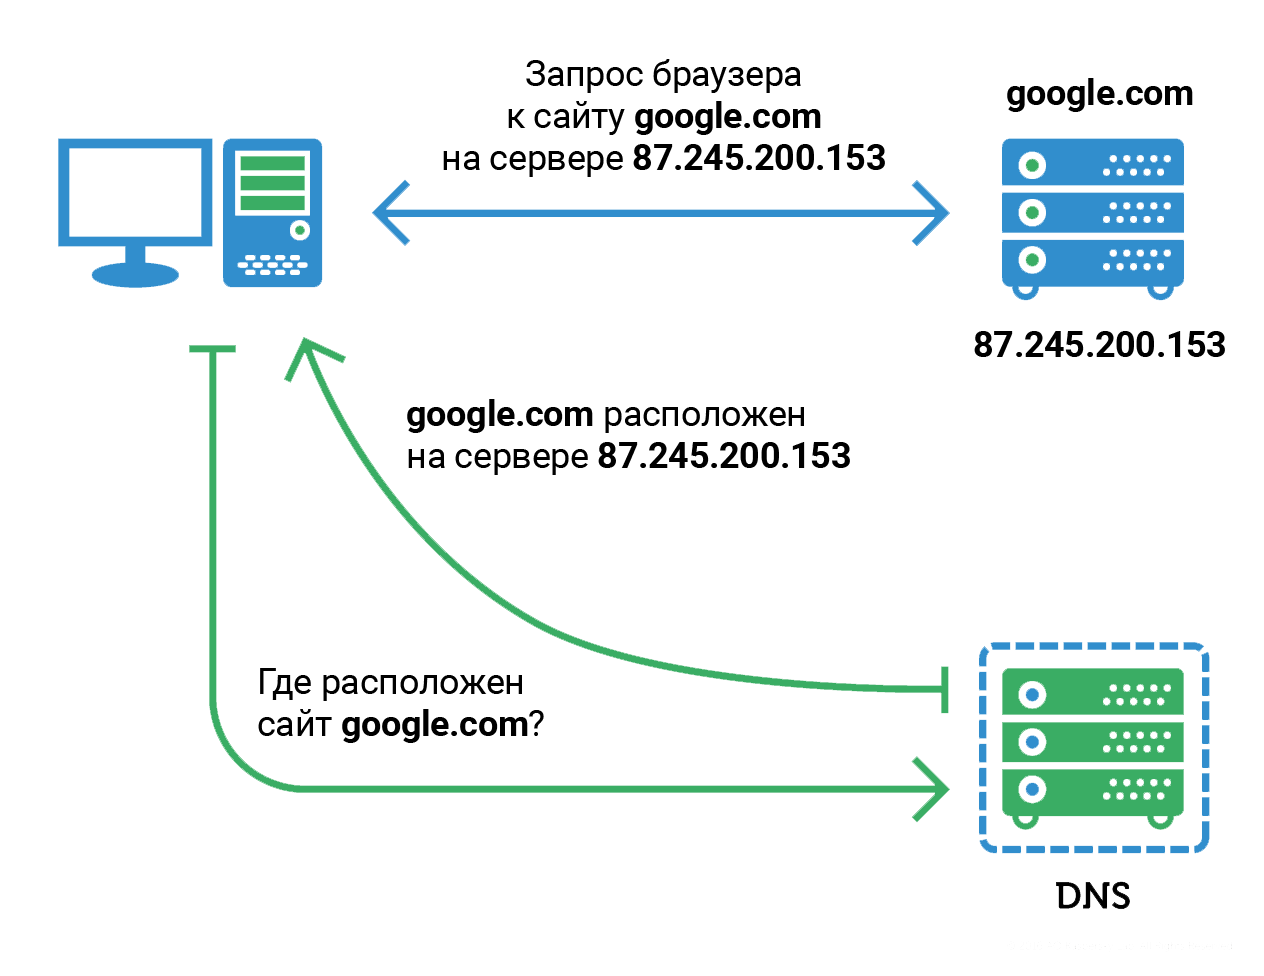 Запрос браузера
к сайту google.com
на сервере 87.245.200.153
google.com
87.245.200.153
google.com расположен
на сервере 87.245.200.153
Где расположен
сайт google.com?
DNS